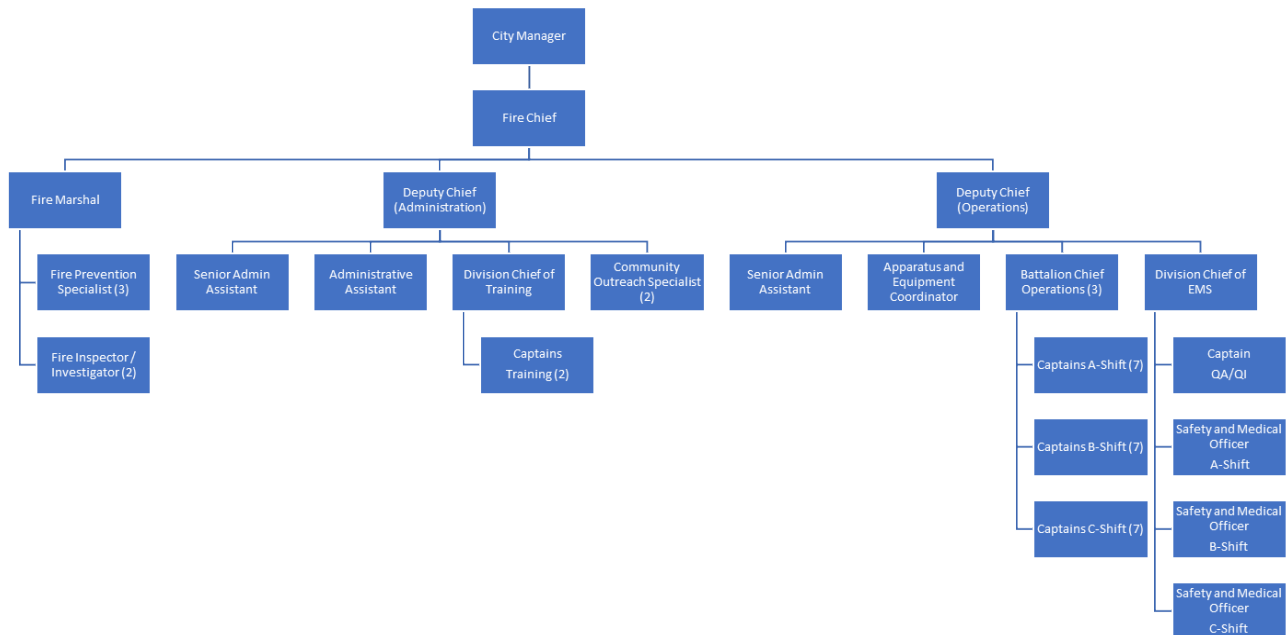 City Manager
Fire Chief
Fire Marshal
Deputy Chief
(Administration)
Deputy Chief
(Operations)
Fire Prevention
Specialist (3)
Senior Admin
Assistant
Administrative
Assistant
Division Chief of
Training
Community
Outreach Specialist
(2)
Senior Admin
Assistant
Apparatus and
Equipment
Coordinator
Battalion Chief
Operations (3)
Division Chief of
EMS
Fire Inspector /
Investigator (2)
Captains
Training (2)
Captains A-Shift (7)
Captain
QA/QI
Captains B-Shift (7)
Safety and Medical
Officer
A-Shift
Captains C-Shift (7)
Safety and Medical
Officer
B-Shift
Safety and Medical
Officer
C-Shift